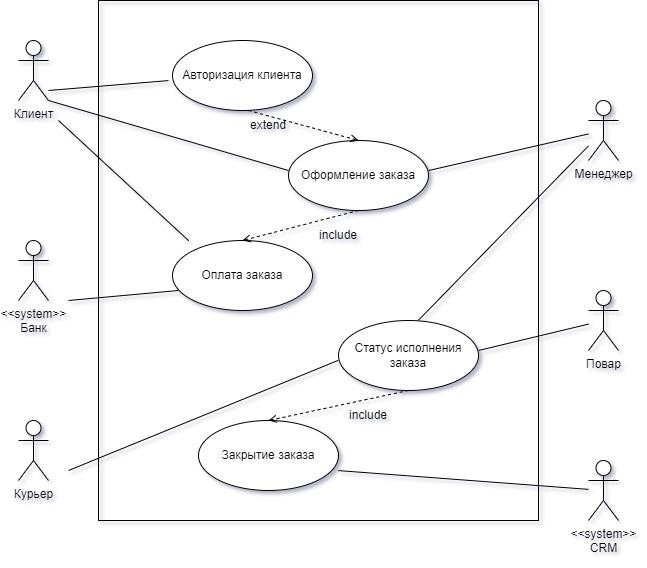 Авторизация клиента
Клиент
extend
Оформление заказа
Менеджер
include
Оплата заказа
<<system>>
Банк
Статус исполнения
заказа
Повар
include
Закрытие заказа
Курьер
<<system>>
CRM